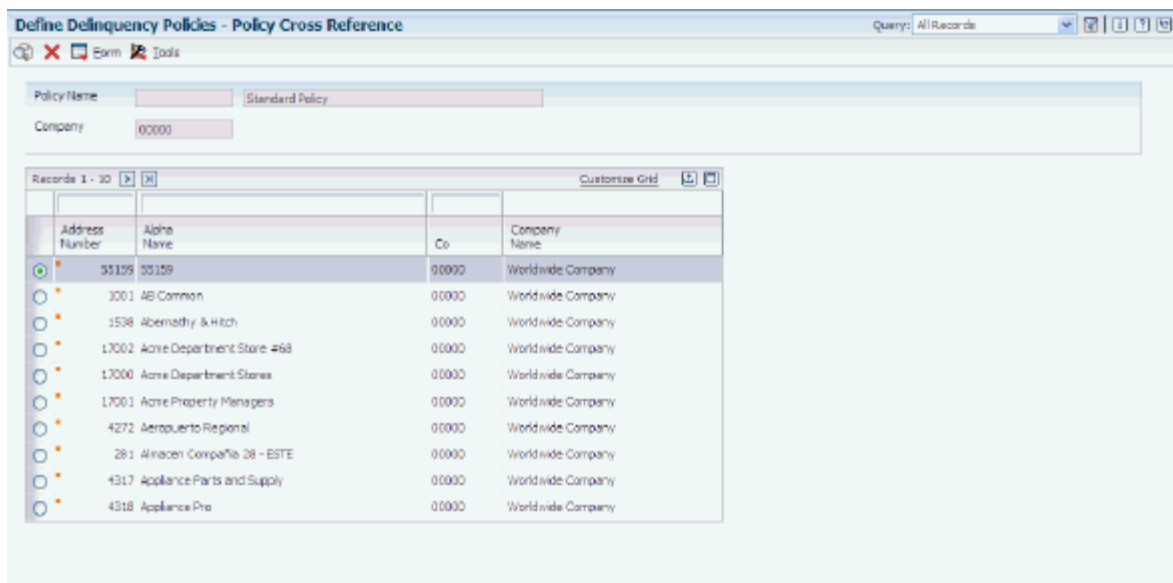 Define Delinquency Policies - Policy Cross Reference
Query: All Records
Form Tools
Policy Name Standard Policy
Company 00000
Records 1 - 10 Customize Grid
Address Number Alpha Name Co Company Name
55159 55159 00000 Worldwide Company
1001 AB Common 00000 Worldwide Company
1538 Abernathy & Hitch 00000 Worldwide Company
17002 Acme Department Store #68 00000 Worldwide Company
17000 Acme Department Stores 00000 Worldwide Company
17001 Acme Property Managers 00000 Worldwide Company
4272 Aeropuerto Regional 00000 Worldwide Company
281 Almacen Compañia 28 - ESTE 00000 Worldwide Company
4317 Appliance Parts and Supply 00000 Worldwide Company
4318 Appliance Pro 00000 Worldwide Company